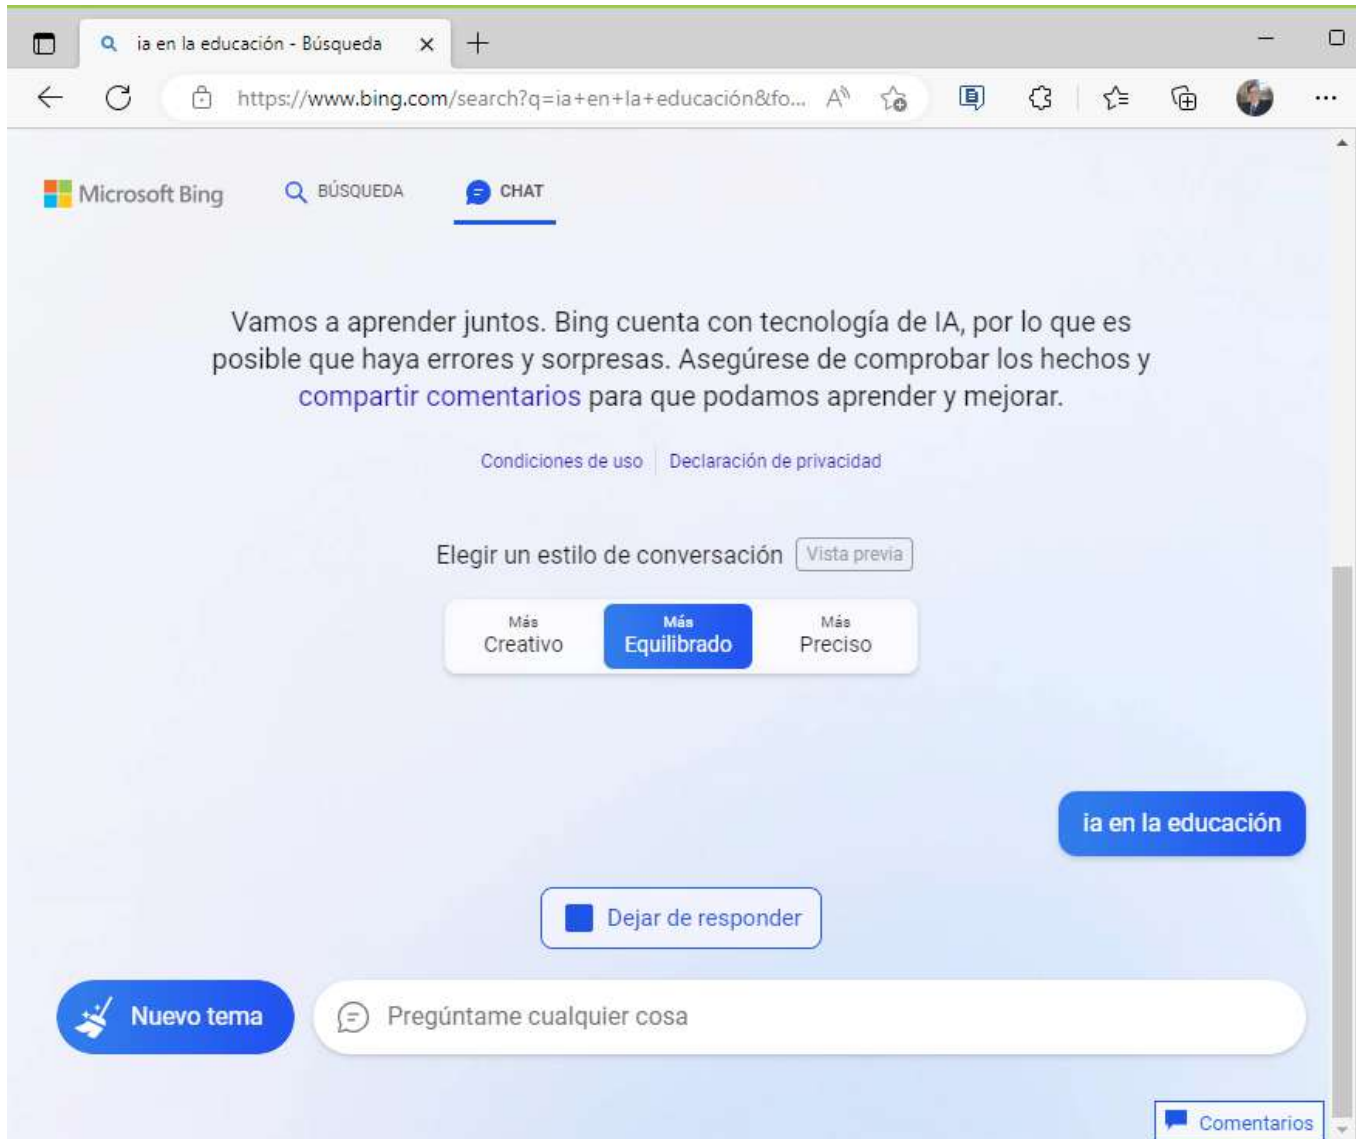 ia en la educación - Búsqueda
https://www.bing.com/search?q=ia+en+la+educación&fo...
Microsoft Bing
BÚSQUEDA
CHAT
Vamos a aprender juntos. Bing cuenta con tecnología de IA, por lo que es
posible que haya errores y sorpresas. Asegúrese de comprobar los hechos y
compartir comentarios para que podamos aprender y mejorar.
Condiciones de uso
Declaración de privacidad
Elegir un estilo de conversación
Vista previa
Más
Creativo
Más
Equilibrado
Más
Preciso
ia en la educación
Dejar de responder
Nuevo tema
Pregúntame cualquier cosa
Comentarios